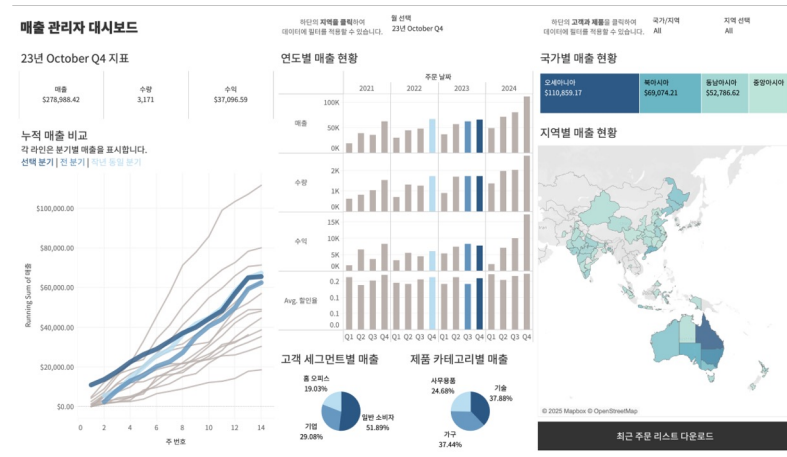 매출 관리자 대시보드
하단의 지역을 클릭하여
데이터에 필터를 적용할 수 있습니다.
월 선택
23년 October Q4
하단의 고객과 제품을 클릭하여
데이터에 필터를 적용할 수 있습니다.
국가/지역
All
지역 선택
All
23년 October Q4 지표
매출
$278,988.42
수량
3,171
수익
$37,096.59
누적 매출 비교
각 라인은 분기별 매출을 표시합니다.
선택 분기 | 전 분기 | 작년 동일 분기
Running Sum of 매출
$100,000.00
$80,000.00
$60,000.00
$40,000.00
$20,000.00
$0.00
0 2 4 6 8 10 12 14
주 번호
연도별 매출 현황
주문 날짜
2021 2022 2023 2024
매출
100K
50K
0K
수량
2K
1K
0K
수익
15K
10K
5K
0K
Avg. 할인율
0.2
0.1
0.1
0.0
Q1 Q2 Q3 Q4 Q1 Q2 Q3 Q4 Q1 Q2 Q3 Q4 Q1 Q2 Q3 Q4
고객 세그먼트별 매출
홈 오피스
19.03%
일반 소비자
51.89%
기업
29.08%
제품 카테고리별 매출
사무용품
24.68%
기술
37.88%
가구
37.44%
국가별 매출 현황
오세아니아
$110,859.17
북아시아
$69,074.21
동남아시아
$52,786.62
중앙아시아
지역별 매출 현황
© 2025 Mapbox © OpenStreetMap
최근 주문 리스트 다운로드